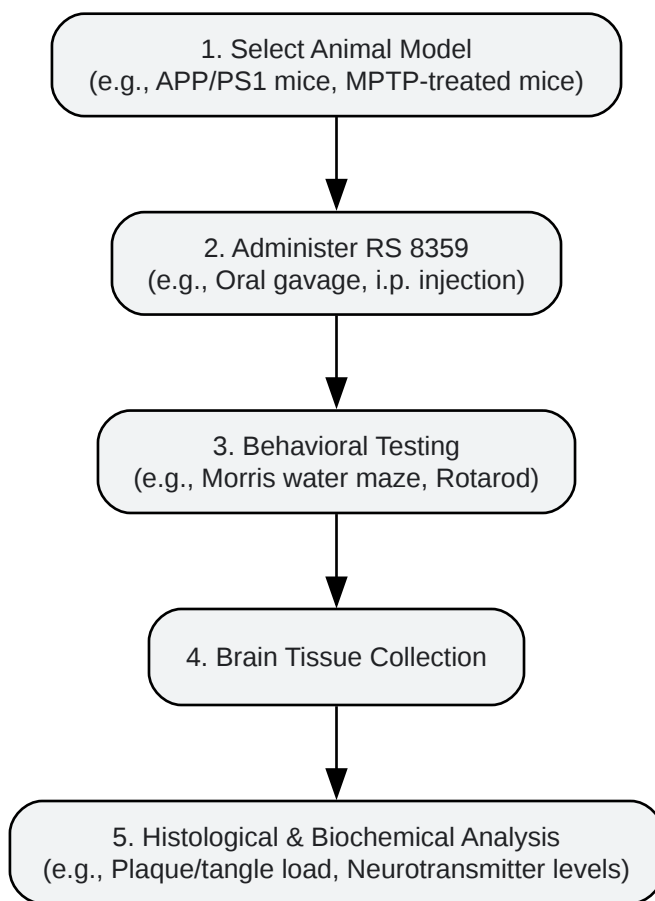 1. Select Animal Model
(e.g., APP/PS1 mice, MPTP-treated mice)
2. Administer RS 8359
(e.g., Oral gavage, i.p. injection)
3. Behavioral Testing
(e.g., Morris water maze, Rotarod)
4. Brain Tissue Collection
5. Histological & Biochemical Analysis
(e.g., Plaque/tangle load, Neurotransmitter levels)